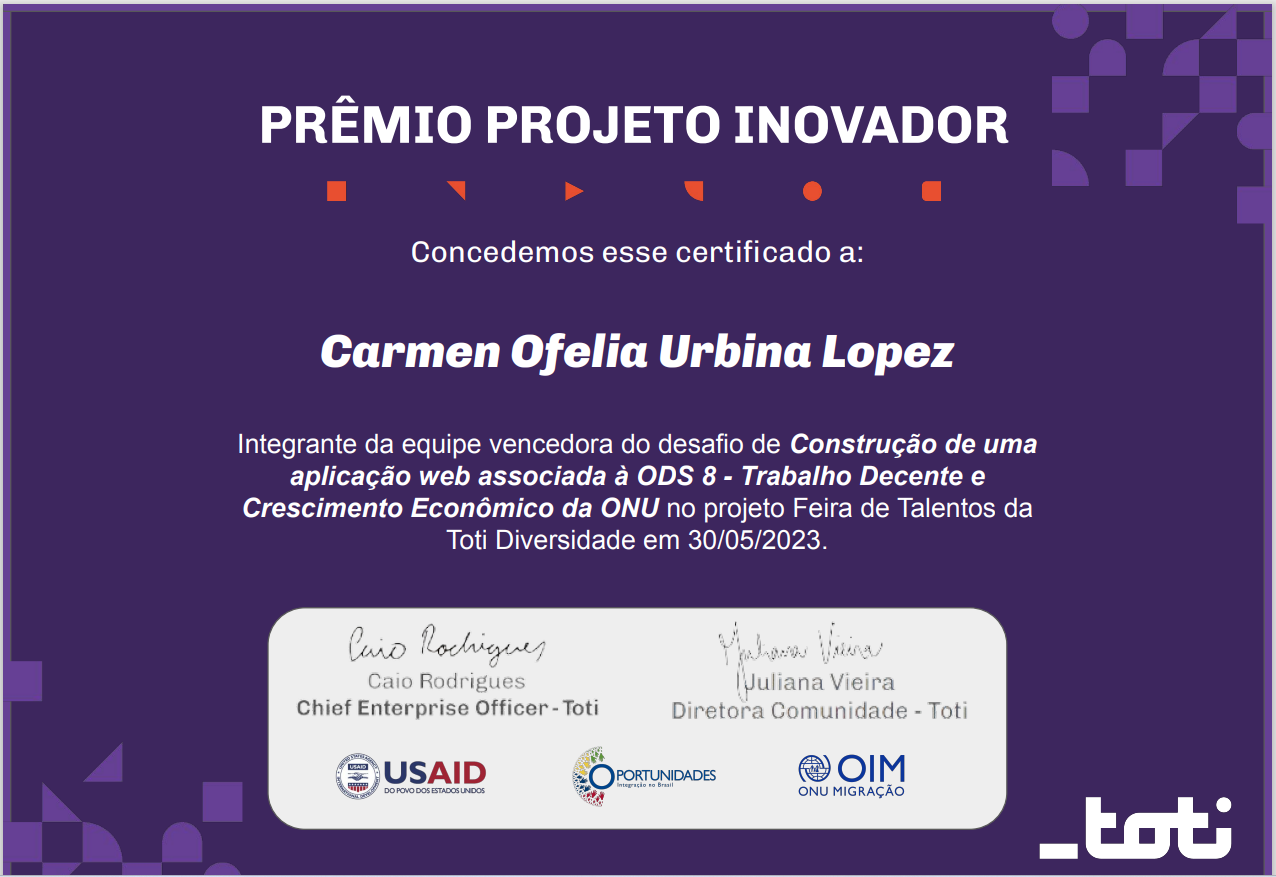 PRÊMIO PROJETO INOVADOR
Concedemos esse certificado a:
Carmen Ofelia Urbina Lopez
Integrante da equipe vencedora do desafio de Construção de uma
aplicação web associada à ODS 8 - Trabalho Decente e
Crescimento Econômico da ONU no projeto Feira de Talentos da
Toti Diversidade em 30/05/2023.
Caio Rodrigues
Caio Rodrigues
Chief Enterprise Officer - Toti
Juliana Vieira
Juliana Vieira
Diretora Comunidade - Toti
USAID
USAID
DO POVO DOS ESTADOS UNIDOS
OPORTUNIDADES
Integração no Brasil
OIM
ONU MIGRAÇÃO
_toti